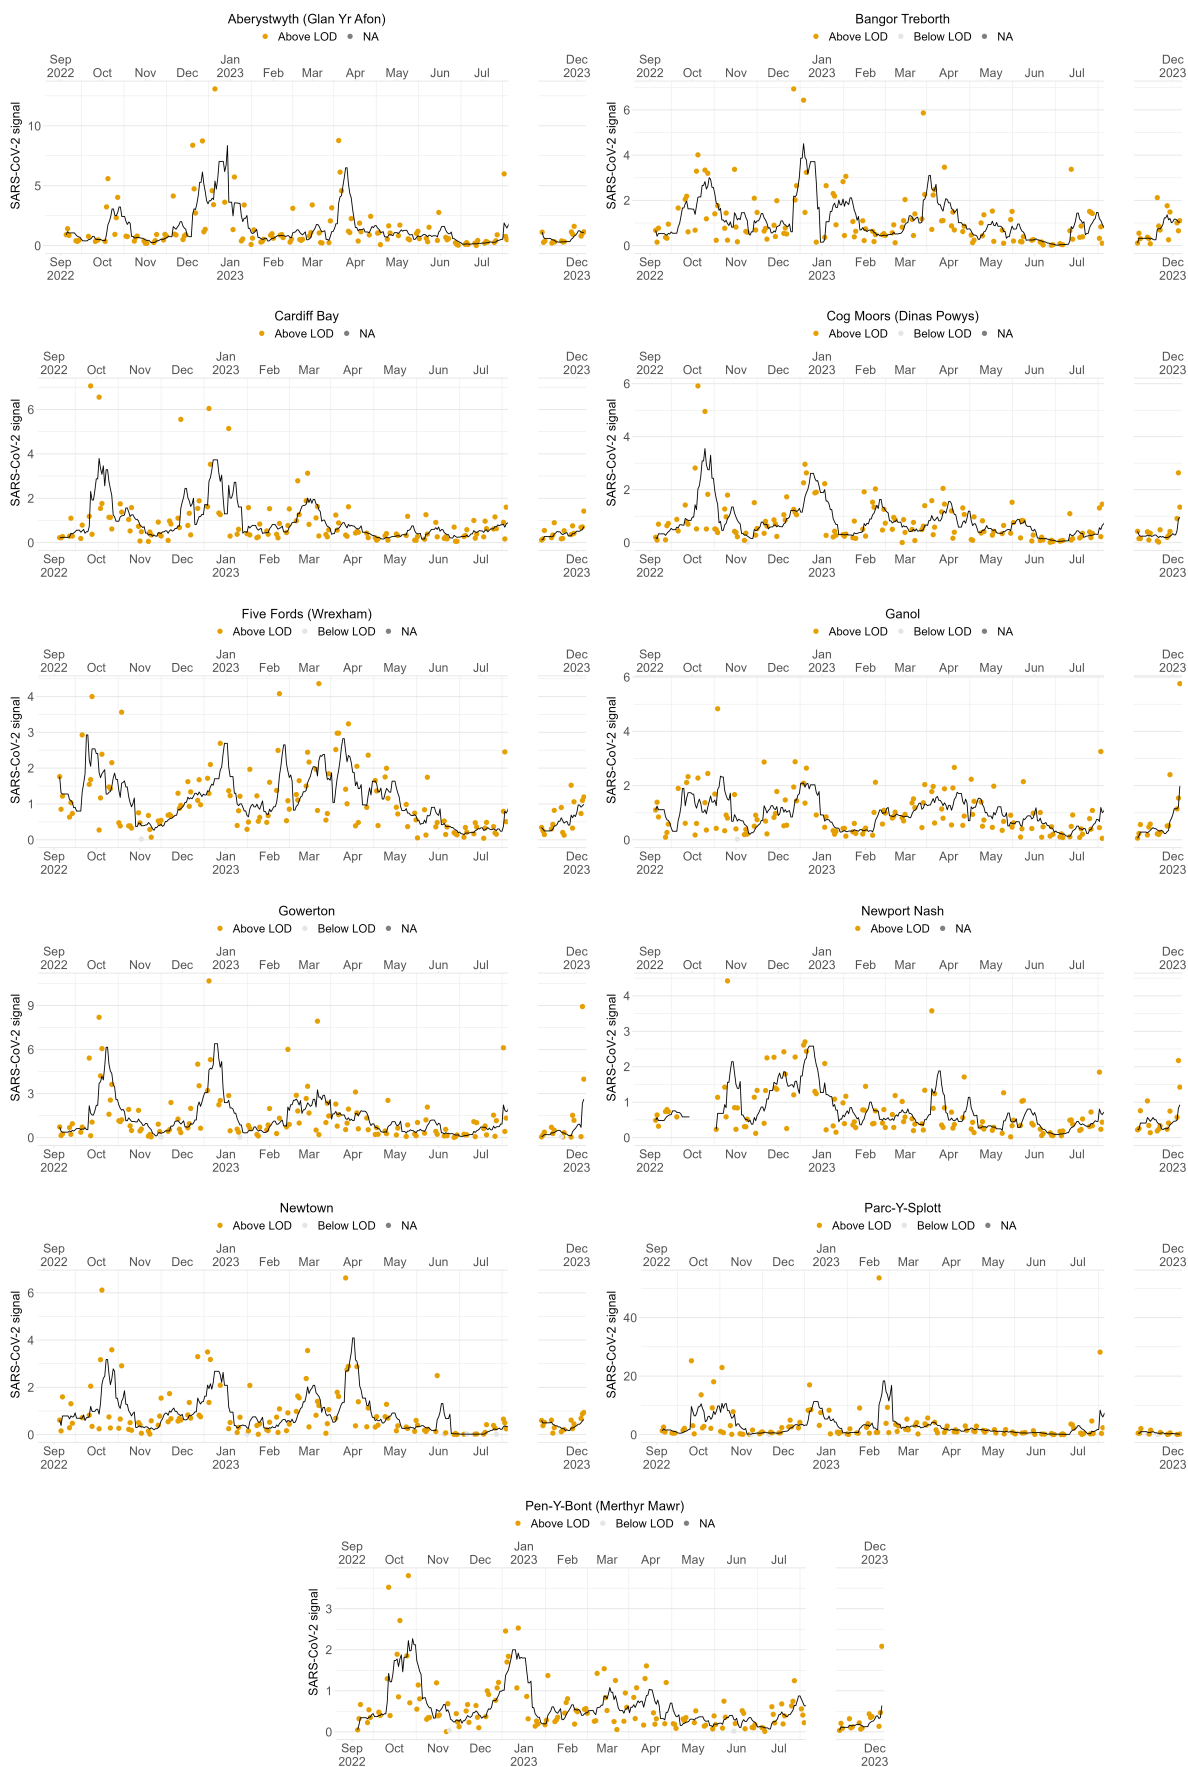 Aberystwyth (Glan Yr Afon)
Above LOD NA
Sep 2022 Oct Nov Dec Jan 2023 Feb Mar Apr May Jun Jul Dec 2023
SARS-CoV-2 signal
10
5
0
Sep 2022 Oct Nov Dec Jan 2023 Feb Mar Apr May Jun Jul Dec 2023
Bangor Treborth
Above LOD Below LOD NA
Sep 2022 Oct Nov Dec Jan 2023 Feb Mar Apr May Jun Jul Dec 2023
SARS-CoV-2 signal
6
4
2
0
Sep 2022 Oct Nov Dec Jan 2023 Feb Mar Apr May Jun Jul Dec 2023
Cardiff Bay
Above LOD NA
Sep 2022 Oct Nov Dec Jan 2023 Feb Mar Apr May Jun Jul Dec 2023
SARS-CoV-2 signal
6
4
2
0
Sep 2022 Oct Nov Dec Jan 2023 Feb Mar Apr May Jun Jul Dec 2023
Cog Moors (Dinas Powys)
Above LOD Below LOD NA
Sep 2022 Oct Nov Dec Jan 2023 Feb Mar Apr May Jun Jul Dec 2023
SARS-CoV-2 signal
6
4
2
0
Sep 2022 Oct Nov Dec Jan 2023 Feb Mar Apr May Jun Jul Dec 2023
Five Fords (Wrexham)
Above LOD Below LOD NA
Sep 2022 Oct Nov Dec Jan 2023 Feb Mar Apr May Jun Jul Dec 2023
SARS-CoV-2 signal
4
3
2
1
0
Sep 2022 Oct Nov Dec Jan 2023 Feb Mar Apr May Jun Jul Dec 2023
Ganol
Above LOD Below LOD NA
Sep 2022 Oct Nov Dec Jan 2023 Feb Mar Apr May Jun Jul Dec 2023
SARS-CoV-2 signal
6
4
2
0
Sep 2022 Oct Nov Dec Jan 2023 Feb Mar Apr May Jun Jul Dec 2023
Gowerton
Above LOD Below LOD NA
Sep 2022 Oct Nov Dec Jan 2023 Feb Mar Apr May Jun Jul Dec 2023
SARS-CoV-2 signal
9
6
3
0
Sep 2022 Oct Nov Dec Jan 2023 Feb Mar Apr May Jun Jul Dec 2023
Newport Nash
Above LOD NA
Sep 2022 Oct Nov Dec Jan 2023 Feb Mar Apr May Jun Jul Dec 2023
SARS-CoV-2 signal
4
3
2
1
0
Sep 2022 Oct Nov Dec Jan 2023 Feb Mar Apr May Jun Jul Dec 2023
Newtown
Above LOD Below LOD NA
Sep 2022 Oct Nov Dec Jan 2023 Feb Mar Apr May Jun Jul Dec 2023
SARS-CoV-2 signal
6
4
2
0
Sep 2022 Oct Nov Dec Jan 2023 Feb Mar Apr May Jun Jul Dec 2023
Parc-Y-Splott
Above LOD Below LOD NA
Sep 2022 Oct Nov Dec Jan 2023 Feb Mar Apr May Jun Jul Dec 2023
SARS-CoV-2 signal
40
20
0
Sep 2022 Oct Nov Dec Jan 2023 Feb Mar Apr May Jun Jul Dec 2023
Pen-Y-Bont (Merthyr Mawr)
Above LOD Below LOD NA
Sep 2022 Oct Nov Dec Jan 2023 Feb Mar Apr May Jun Jul Dec 2023
SARS-CoV-2 signal
3
2
1
0
Sep 2022 Oct Nov Dec Jan 2023 Feb Mar Apr May Jun Jul Dec 2023